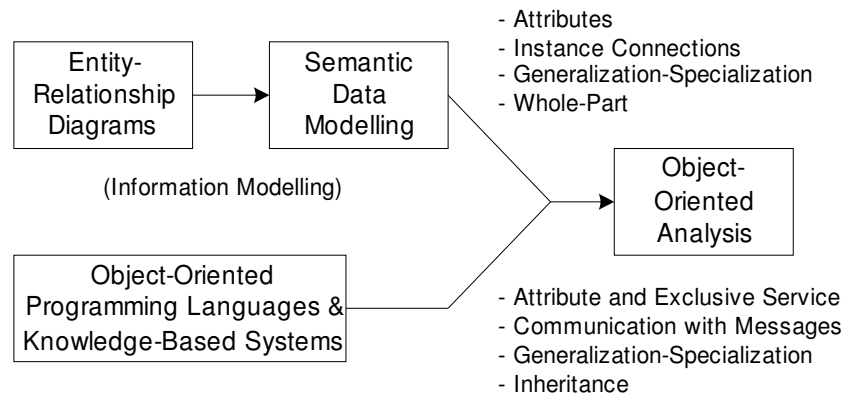 Entity-
Relationship
Diagrams
Semantic
Data
Modelling
- Attributes
- Instance Connections
- Generalization-Specialization
- Whole-Part
(Information Modelling)
Object-
Oriented
Analysis
Object-Oriented
Programming Languages &
Knowledge-Based Systems
- Attribute and Exclusive Service
- Communication with Messages
- Generalization-Specialization
- Inheritance